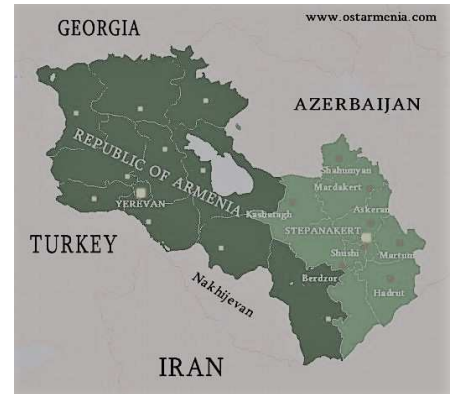 www.ostarmenia.com
GEORGIA
AZERBAIJAN
REPUBLIC OF ARMENIA
Shahumyan
Mardakert
YEREVAN
Kashatagh
Askeran
STEPANAKERT
TURKEY
Shushi
Martuni
Berdzor
Nakhijevan
Hadrut
IRAN